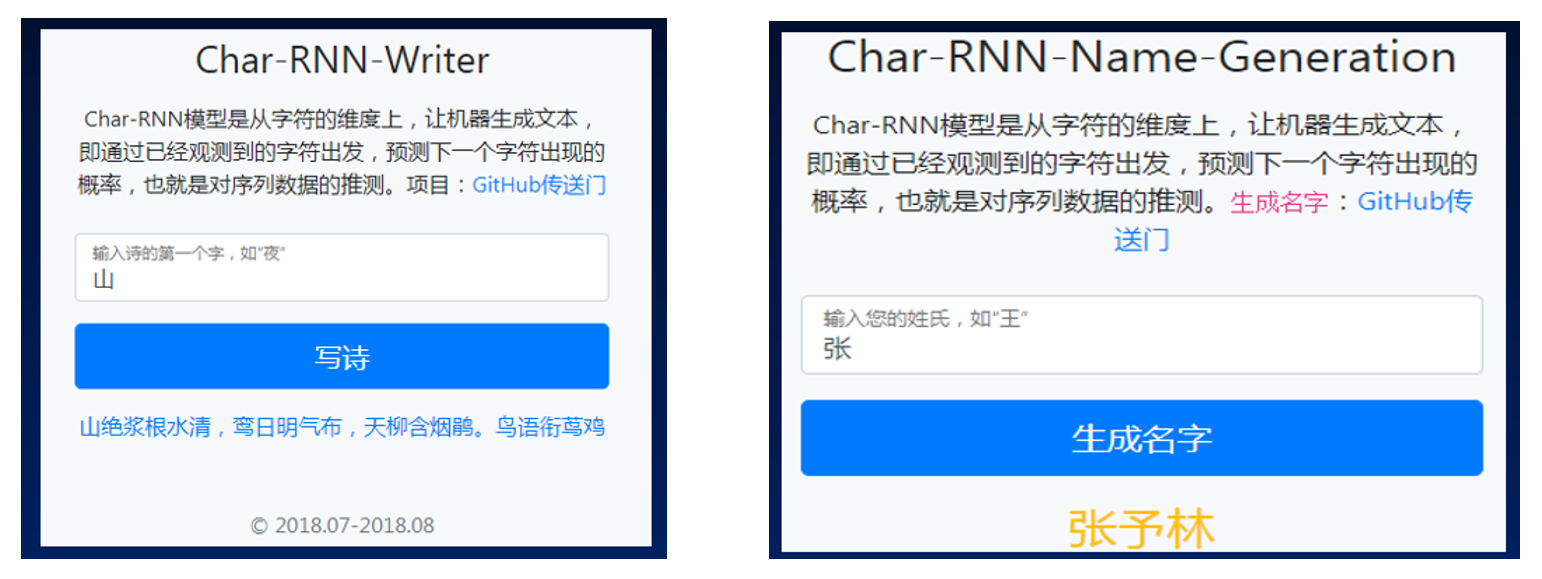 Char-RNN-Writer
Char-RNN模型是从字符的维度上，让机器生成文本，
即通过已经观测到的字符出发，预测下一个字符出现的
概率，也就是对序列数据的推测。项目：GitHub传送门
输入诗的第一个字，如"夜"
山
写诗
山绝浆根水清，鸾日明气布，天柳含烟鹃。鸟语衔茑鸡
© 2018.07-2018.08
Char-RNN-Name-Generation
Char-RNN模型是从字符的维度上，让机器生成文本，
即通过已经观测到的字符出发，预测下一个字符出现的
概率，也就是对序列数据的推测。生成名字：GitHub传
送门
输入您的姓氏，如"王"
张
生成名字
张予林